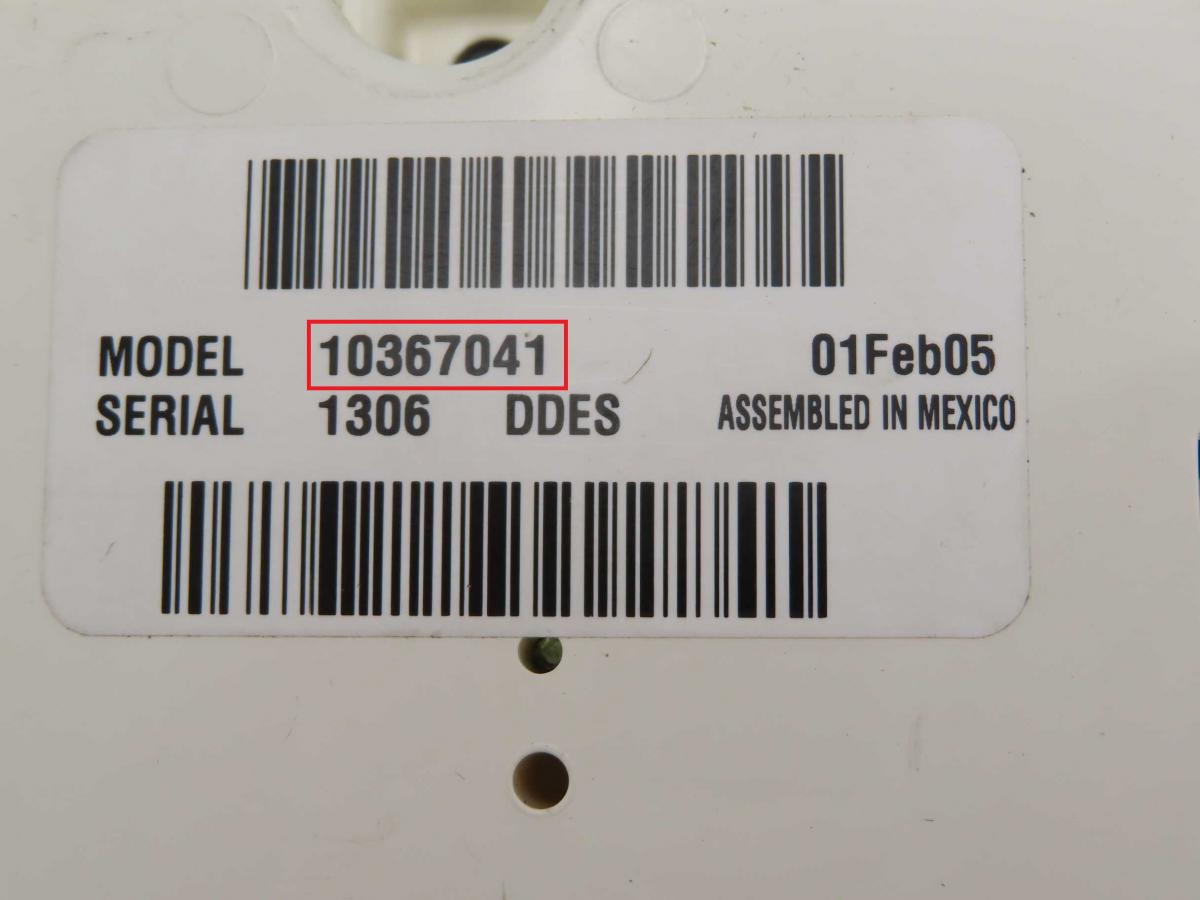 MODEL 10367041 01Feb05
SERIAL 1306 DDES ASSEMBLED IN MEXICO